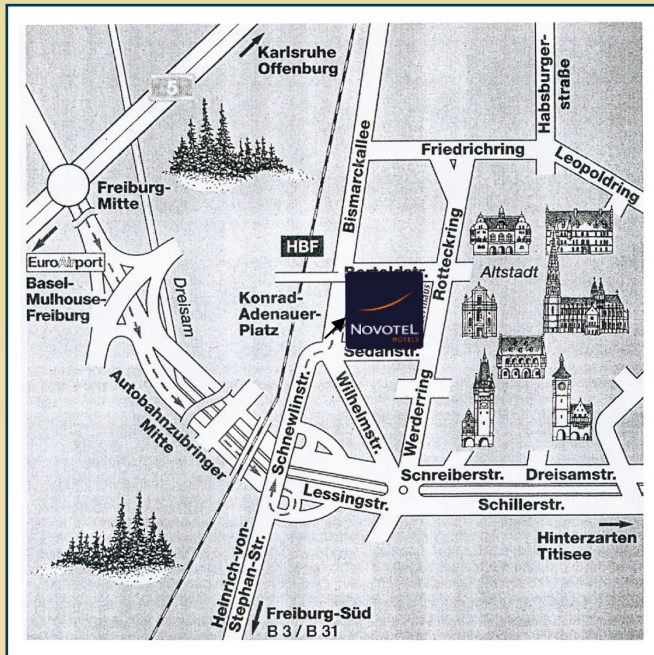 Karlsruhe
Offenburg
5
Habsburger-
straße
Friedrichring
Leopoldring
Freiburg-
Mitte
Bismarckallee
Rotteckring
HBF
EuroAirport
Basel-
Mulhouse-
Freiburg
Dreisam
Altstadt
Konrad-
Adenauer-
Platz
NOVOTEL
HOTELS
Sedanstr.
Autobahnzubringer
Mitte
Schnewlinstr.
Wilhelmstr.
Werderring
Lessingstr.
Schreiberstr.
Dreisamstr.
Schillerstr.
Hinterzarten
Titisee
Heinrich-von-
Stephan-Str.
Freiburg-Süd
B 3 / B 31